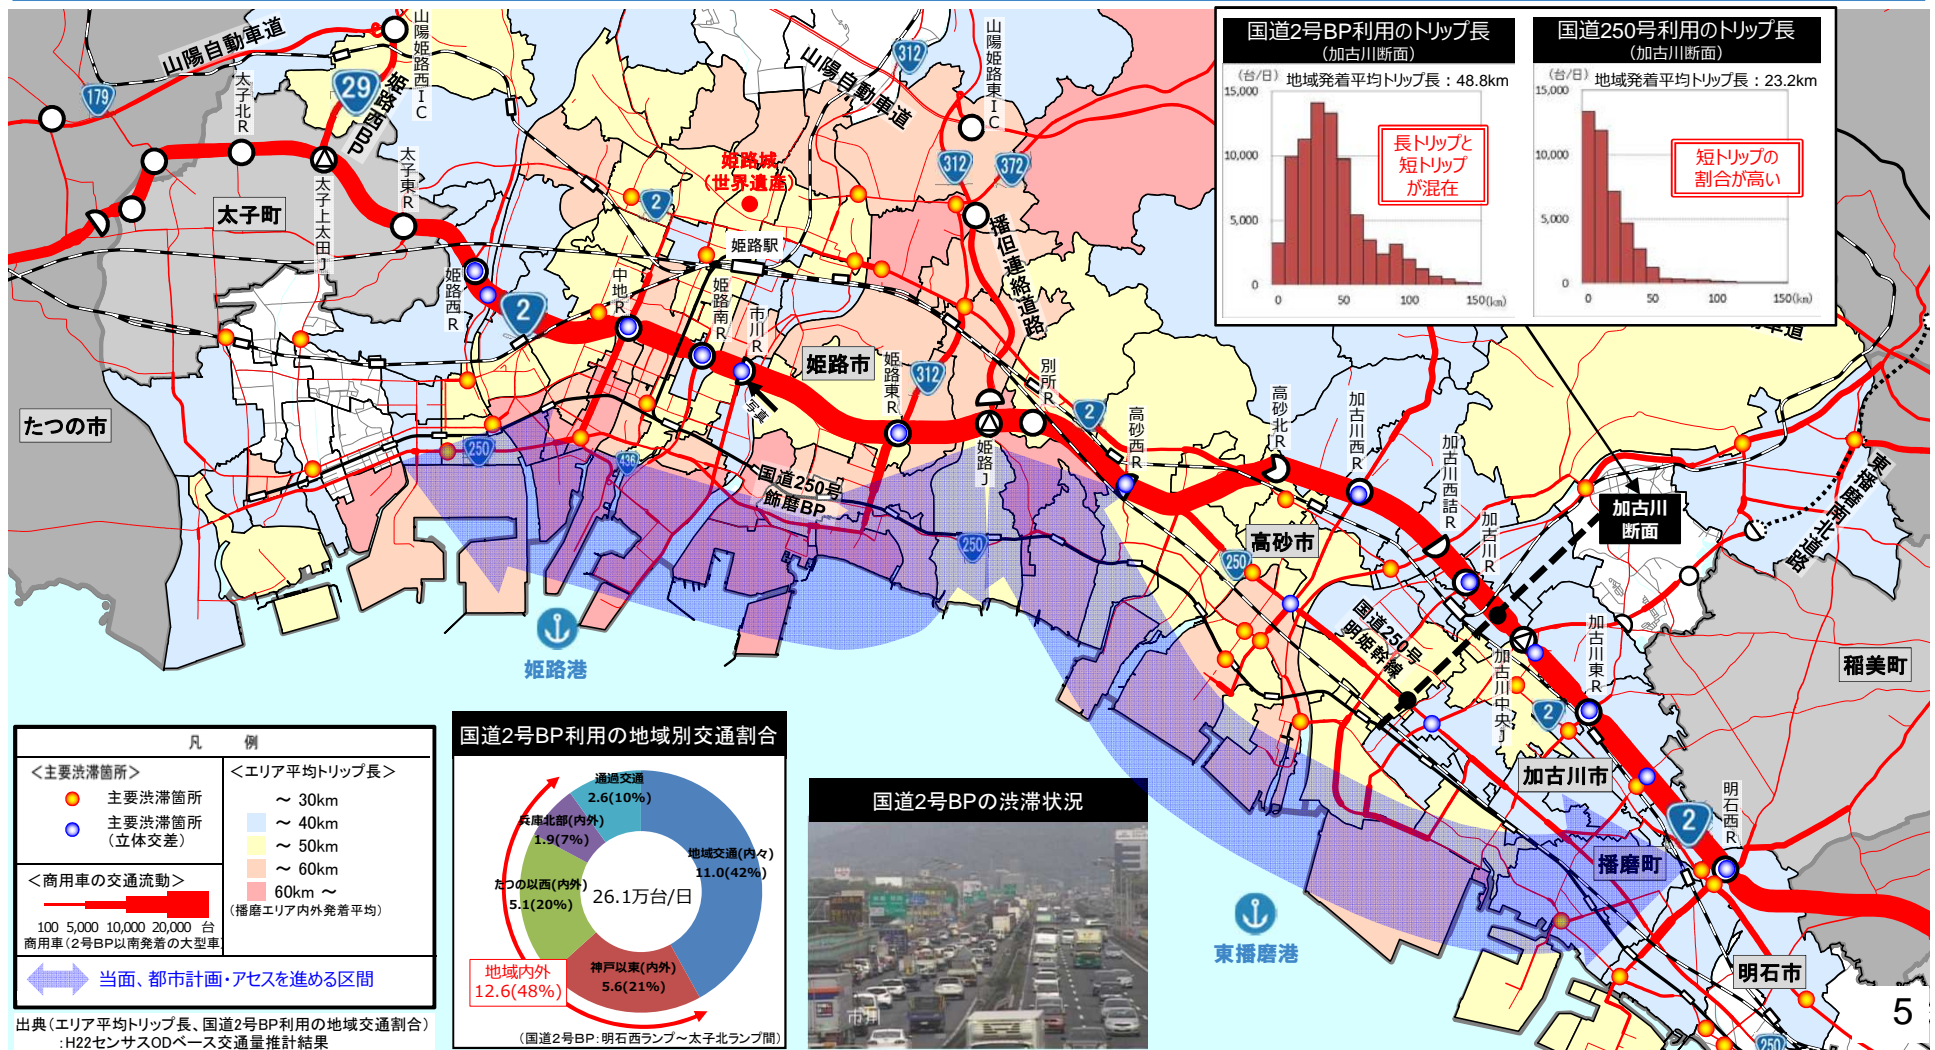 山陽自動車道
179
太子北R
29
姫路西BP
山陽姫路西IC
太子東R
太子町
太子上太田J
姫路西R
2
たつの市
中地R
姫路城
(世界遺産)
2
姫路駅
姫路南R
市川R
写真
姫路市
姫路東R
312
山陽自動車道
312
山陽姫路東IC
312
372
播但連絡道路
姫路J
別所R
2
高砂西R
高砂北R
加古川西R
加古川西詰R
加古川R
加古川
断面
東播磨南北道路
車道
250
436
国道250号
飾磨BP
250
高砂市
250
国道250号
明姫幹線
加古川中央J
加古川東R
2
稲美町
加古川市
2
明石西R
播磨町
明石市
250
姫路港
東播磨港
国道2号BP利用のトリップ長
(加古川断面)
(台/日)
地域発着平均トリップ長：48.8km
15,000
10,000
5,000
0
0 50 100 150(km)
長トリップと
短トリップ
が混在
国道250号利用のトリップ長
(加古川断面)
(台/日)
地域発着平均トリップ長：23.2km
15,000
10,000
5,000
0
0 50 100 150(km)
短トリップの
割合が高い
凡 例
＜主要渋滞箇所＞
主要渋滞箇所
主要渋滞箇所
(立体交差)
＜商用車の交通流動＞
100 5,000 10,000 20,000 台
商用車(2号BP以南発着の大型車)
＜エリア平均トリップ長＞
～ 30km
～ 40km
～ 50km
～ 60km
60km ～
(播磨エリア内外発着平均)
当面、都市計画・アセスを進める区間
出典(エリア平均トリップ長、国道2号BP利用の地域交通割合)
:H22センサスODベース交通量推計結果
国道2号BP利用の地域別交通割合
通過交通
2.6(10%)
兵庫北部(内外)
1.9(7%)
地域交通(内々)
11.0(42%)
たつの以西(内外)
5.1(20%)
26.1万台/日
神戸以東(内外)
5.6(21%)
地域内外
12.6(48%)
(国道2号BP：明石西ランプ～太子北ランプ間)
国道2号BPの渋滞状況
市川
5